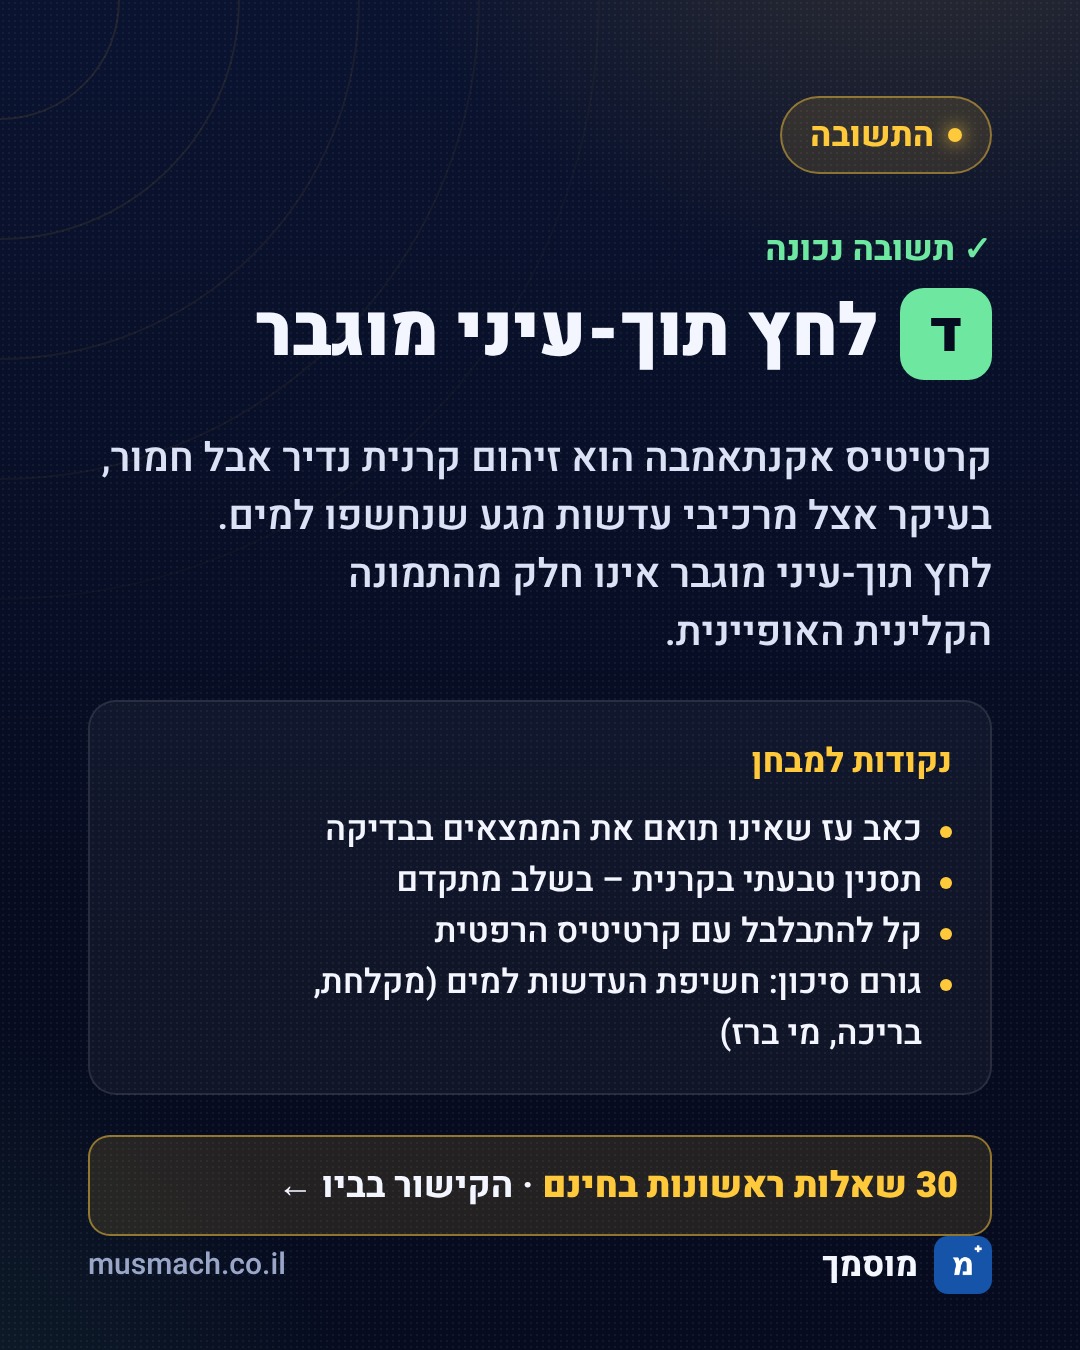 התשובה
✓ תשובה נכונה
ד לחץ תוך-עיני מוגבר
קרטיטיס אקנתאמבה הוא זיהום קרנית נדיר אבל חמור,
בעיקר אצל מרכיבי עדשות מגע שנחשפו למים.
לחץ תוך-עיני מוגבר אינו חלק מהתמונה
הקלינית האופיינית.
נקודות למבחן
• כאב עז שאינו תואם את הממצאים בבדיקה
• תסנין טבעתי בקרנית – בשלב מתקדם
• קל להתבלבל עם קרטיטיס הרפטית
• גורם סיכון: חשיפת העדשות למים (מקלחת,
בריכה, מי ברז)
30 שאלות ראשונות בחינם · הקישור בביו ←
מ מוסמך
musmach.co.il